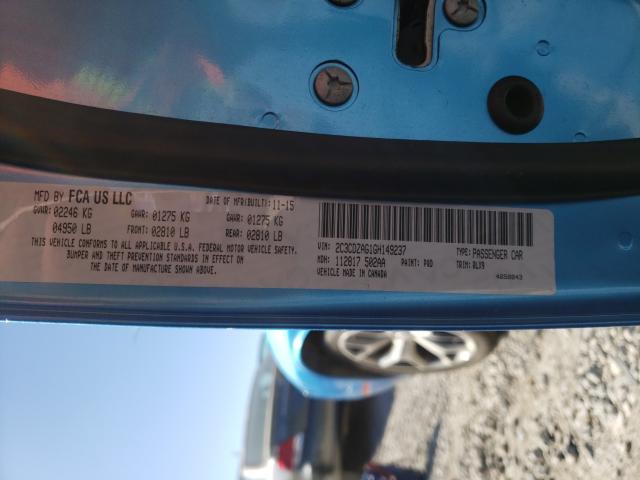 MFD BY FCA US LLC DATE OF MFR(BUILT): 11-15
GVWR: 02246 KG GAWR: 01275 KG GAWR: 01275 KG
04950 LB FRONT: 02810 LB REAR: 02810 LB
THIS VEHICLE CONFORMS TO ALL APPLICABLE U.S.A. FEDERAL MOTOR VEHICLE SAFETY,
BUMPER AND THEFT PREVENTION STANDARDS IN EFFECT ON
THE DATE OF MANUFACTURE SHOWN ABOVE.
VIN: 2C3CDZAG1GH149237 TYPE: PASSENGER CAR
MDH: 112017 502AA PAINT: PQD TRIM: RLX9
VEHICLE MADE IN CANADA 4858043